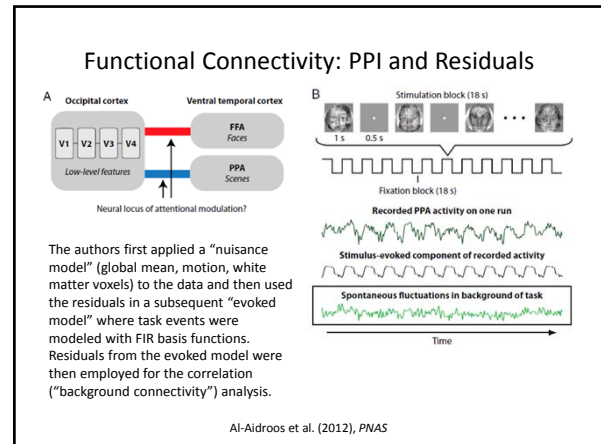 Functional Connectivity: PPI and Residuals
A
Occipital cortex
Ventral temporal cortex
V1
V2
V3
V4
Low-level features
FFA
Faces
PPA
Scenes
Neural locus of attentional modulation?
B
Stimulation block (18 s)
1 s
0.5 s
Fixation block (18 s)
Recorded PPA activity on one run
Stimulus-evoked component of recorded activity
Spontaneous fluctuations in background of task
Time
The authors first applied a “nuisance
model” (global mean, motion, white
matter voxels) to the data and then used
the residuals in a subsequent “evoked
model” where task events were
modeled with FIR basis functions.
Residuals from the evoked model were
then employed for the correlation
(“background connectivity”) analysis.
Al-Aidroos et al. (2012), PNAS